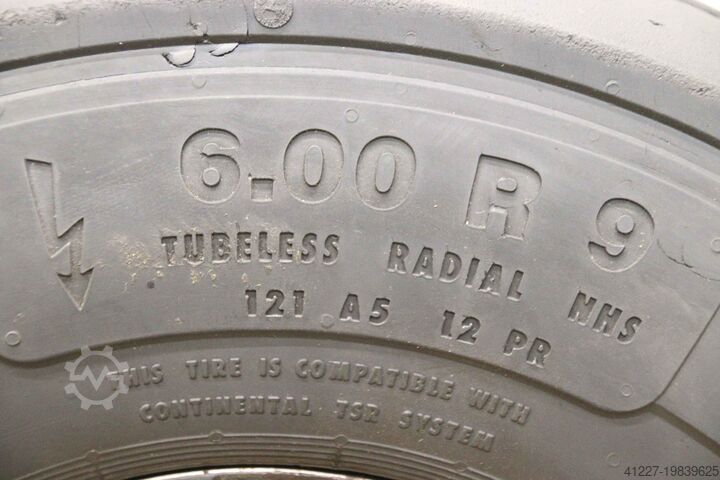 6.00 R 9
TUBELESS RADIAL NHS
121 A5 12 PR
THIS TIRE IS COMPATIBLE WITH
CONTINENTAL TSR SYSTEM
41227-19839625